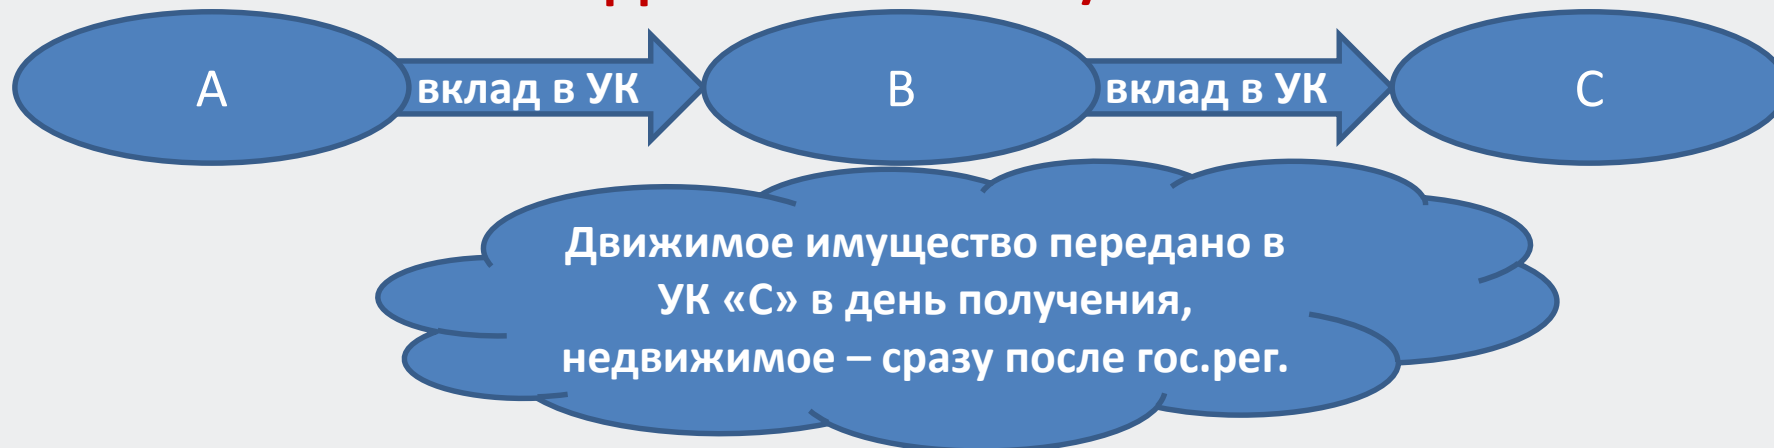 A
вклад в УК
B
вклад в УК
C
Движимое имущество передано в
УК «С» в день получения,
недвижимое – сразу после гос.рег.